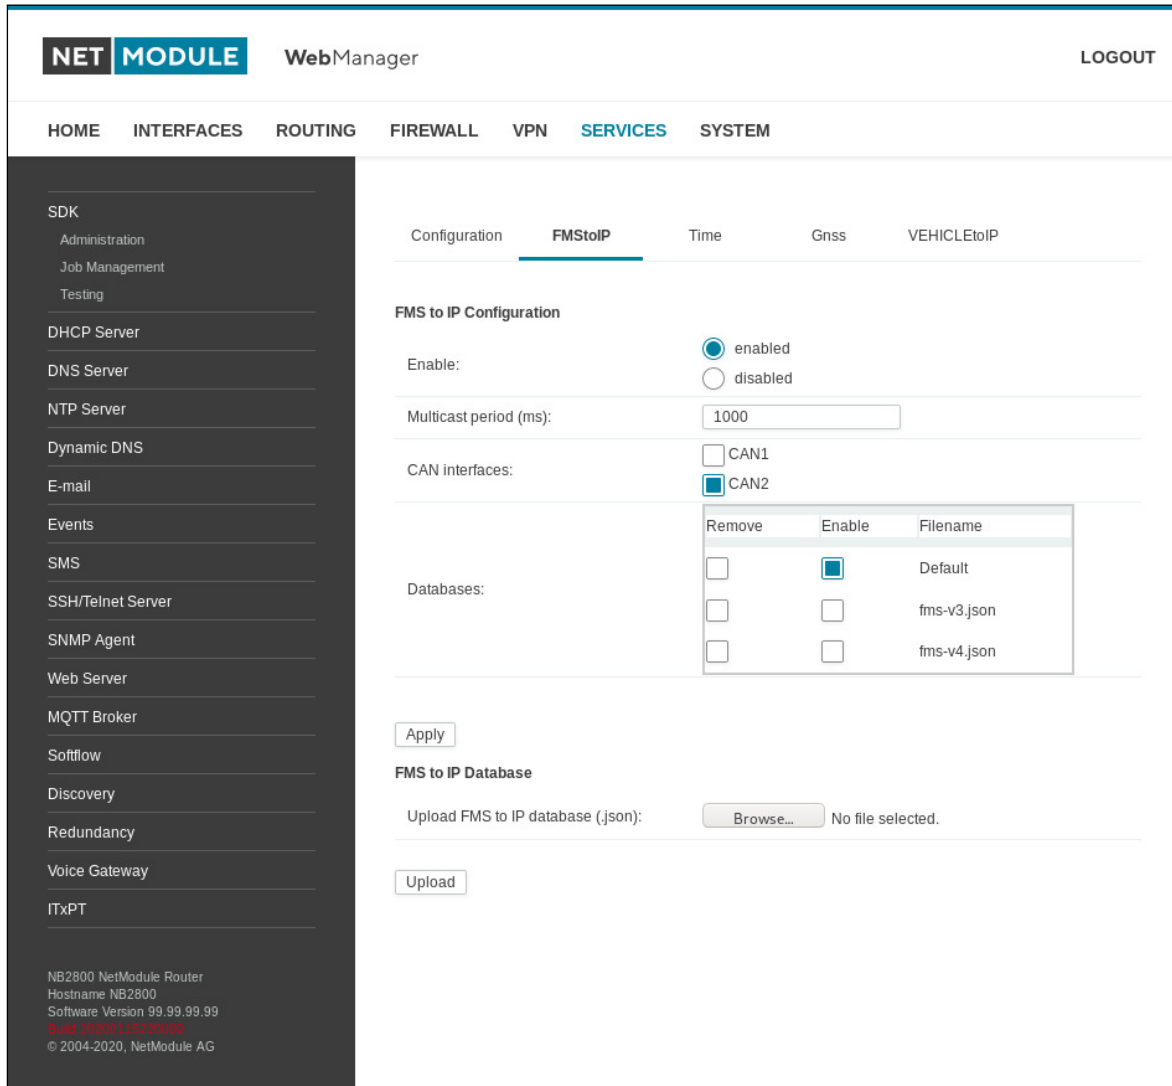 NET MODULE WebManager LOGOUT
HOME INTERFACES ROUTING FIREWALL VPN SERVICES SYSTEM
SDK
Administration
Job Management
Testing
DHCP Server
DNS Server
NTP Server
Dynamic DNS
E-mail
Events
SMS
SSH/Telnet Server
SNMP Agent
Web Server
MQTT Broker
Softflow
Discovery
Redundancy
Voice Gateway
ITxPT
NB2800 NetModule Router
Hostname NB2800
Software Version 99.99.99.99
Build
© 2004-2020, NetModule AG
Configuration FMStoIP Time Gnss VEHICLEtoIP
FMS to IP Configuration
Enable: enabled
disabled
Multicast period (ms): 1000
CAN interfaces: CAN1
CAN2
Databases:
Remove Enable Filename
Default
fms-v3.json
fms-v4.json
Apply
FMS to IP Database
Upload FMS to IP database (.json): Browse... No file selected.
Upload